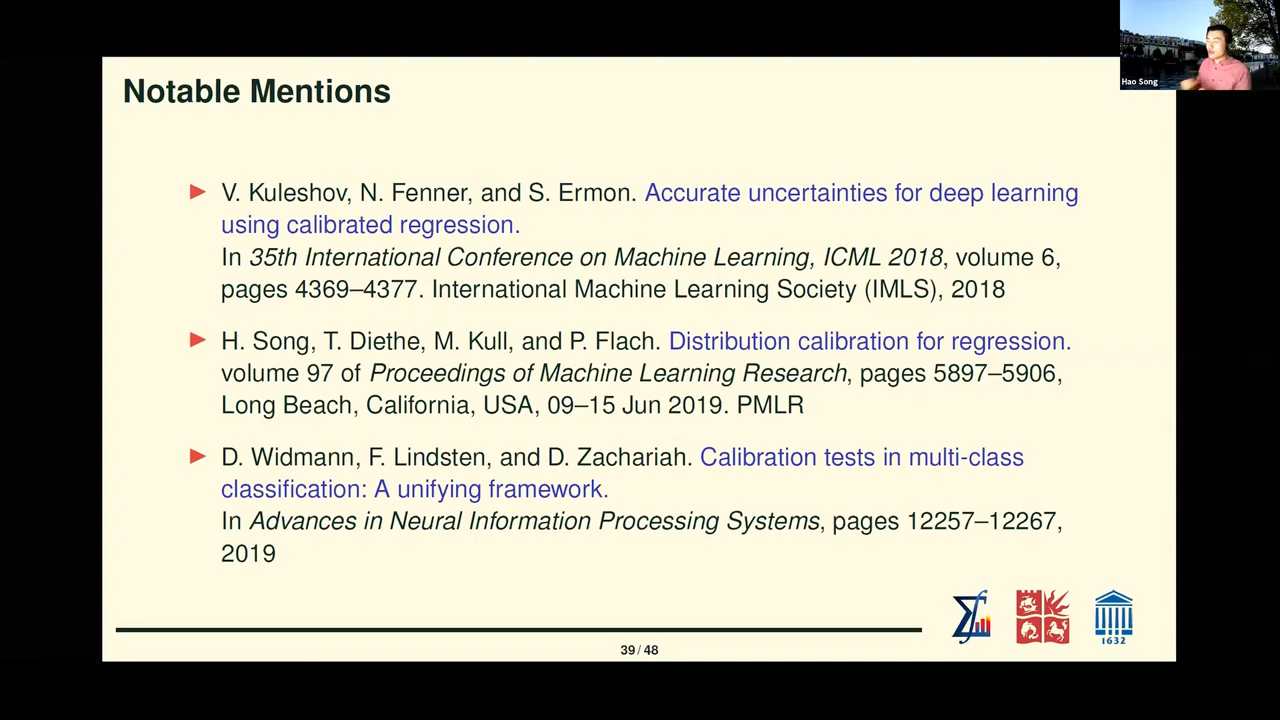 Hao Song
Notable Mentions
▶ V. Kuleshov, N. Fenner, and S. Ermon. Accurate uncertainties for deep learning
using calibrated regression.
In 35th International Conference on Machine Learning, ICML 2018, volume 6,
pages 4369–4377. International Machine Learning Society (IMLS), 2018
▶ H. Song, T. Diethe, M. Kull, and P. Flach. Distribution calibration for regression.
volume 97 of Proceedings of Machine Learning Research, pages 5897–5906,
Long Beach, California, USA, 09–15 Jun 2019. PMLR
▶ D. Widmann, F. Lindsten, and D. Zachariah. Calibration tests in multi-class
classification: A unifying framework.
In Advances in Neural Information Processing Systems, pages 12257–12267,
2019
1632
39 / 48